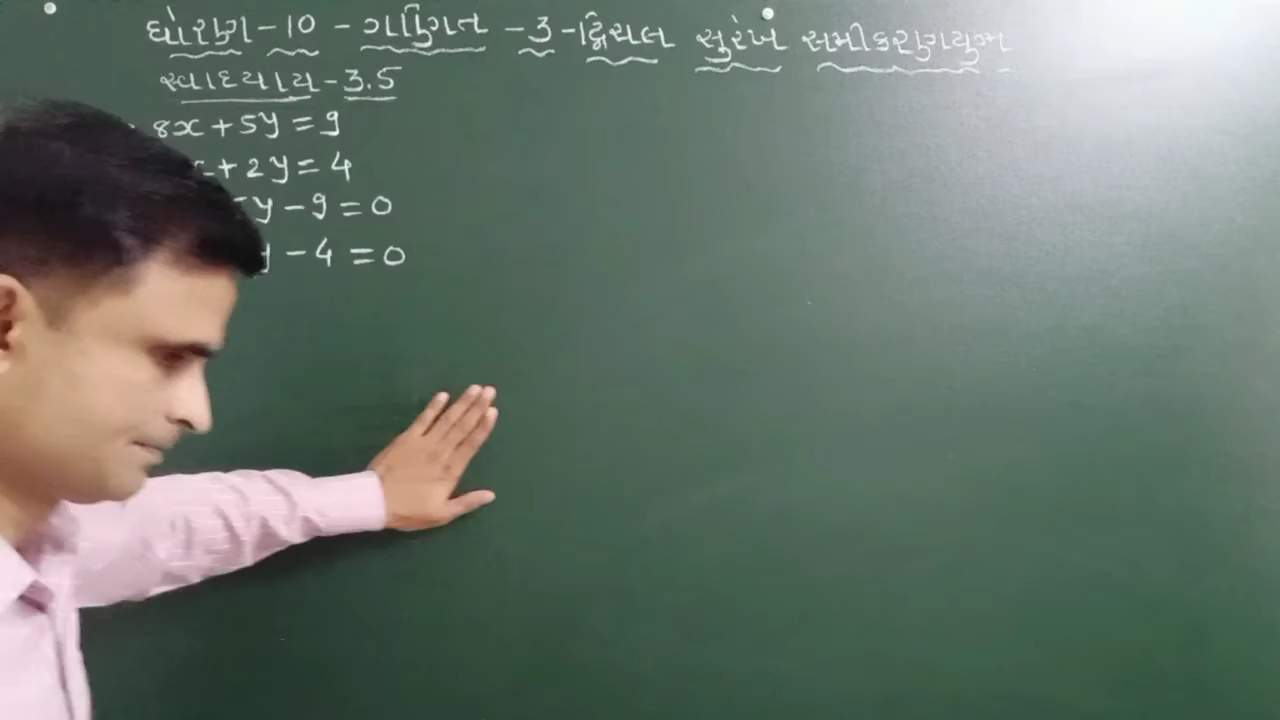 ધોરણ-10 - ગણિત - 3 - દ્વિચલ સુરેખ સમીકરણયુગ્મ
સ્વાધ્યાય - 3.5
8x + 5y = 9
+ 2y = 4
y - 9 = 0
- 4 = 0